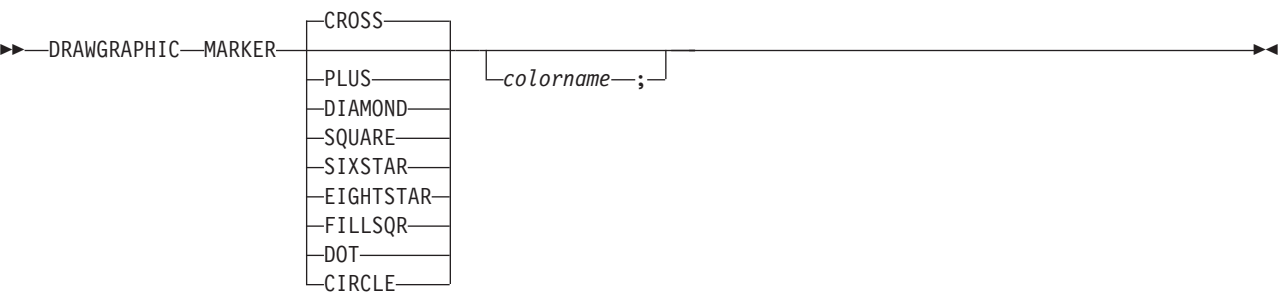 CROSS
DRAWGRAPHIC MARKER
PLUS
colorname ;
DIAMOND
SQUARE
SIXSTAR
EIGHTSTAR
FILLSQR
DOT
CIRCLE